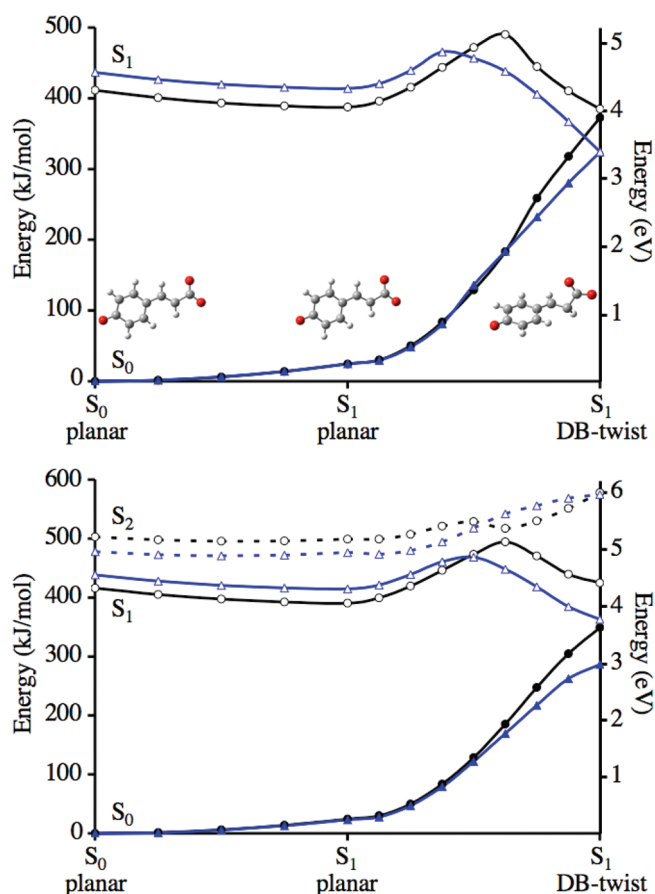 500
400
300
200
100
0
Energy (kJ/mol)
S1
S0
5
4
3
2
1
Energy (eV)
S0 S1 S1
planar planar DB-twist
600
500
400
300
200
100
0
Energy (kJ/mol)
S2
S1
S0
6
5
4
3
2
1
Energy (eV)
S0 S1 S1
planar planar DB-twist